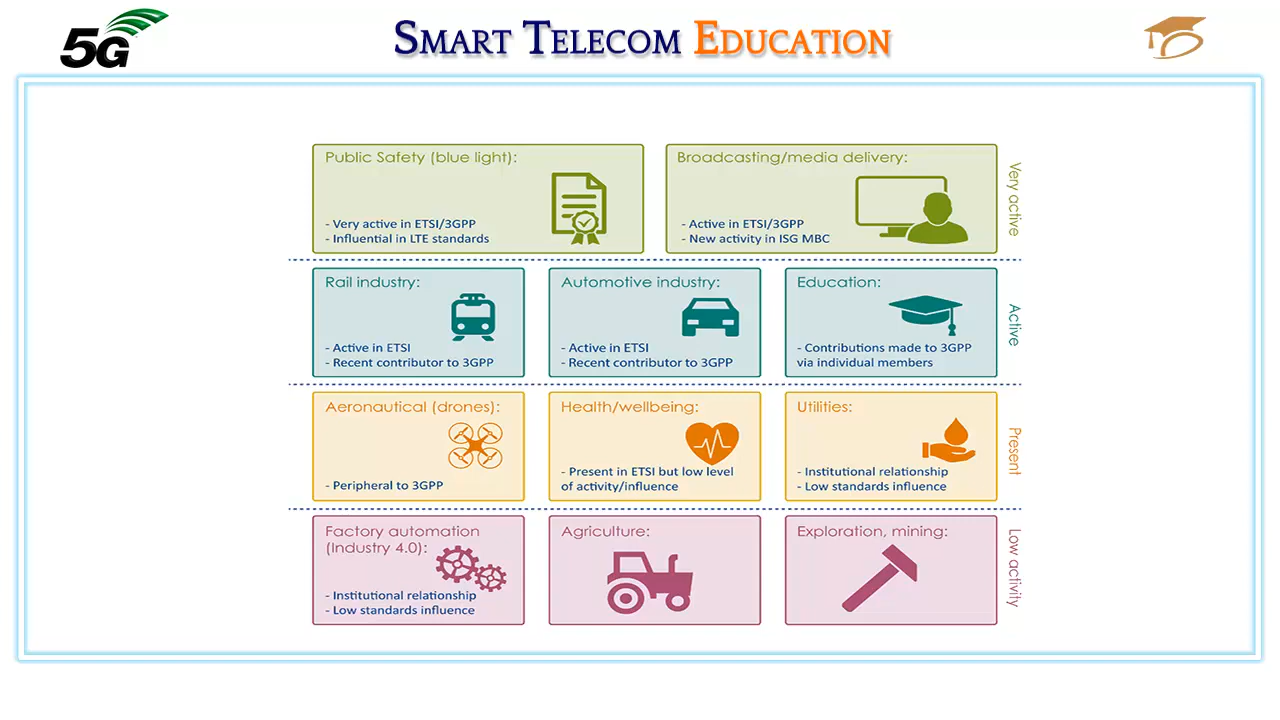 5G
SMART TELECOM EDUCATION
Public Safety (blue light):
- Very active in ETSI/3GPP
- Influential in LTE standards
Broadcasting/media delivery:
- Active in ETSI/3GPP
- New activity in ISG MBC
Very active
Rail industry:
- Active in ETSI
- Recent contributor to 3GPP
Automotive industry:
- Active in ETSI
- Recent contributor to 3GPP
Education:
- Contributions made to 3GPP
via individual members
Active
Aeronautical (drones):
- Peripheral to 3GPP
Health/wellbeing:
- Present in ETSI but low level
of activity/influence
Utilities:
- Institutional relationship
- Low standards influence
Present
Factory automation
(Industry 4.0):
- Institutional relationship
- Low standards influence
Agriculture:
Exploration, mining:
Low activity